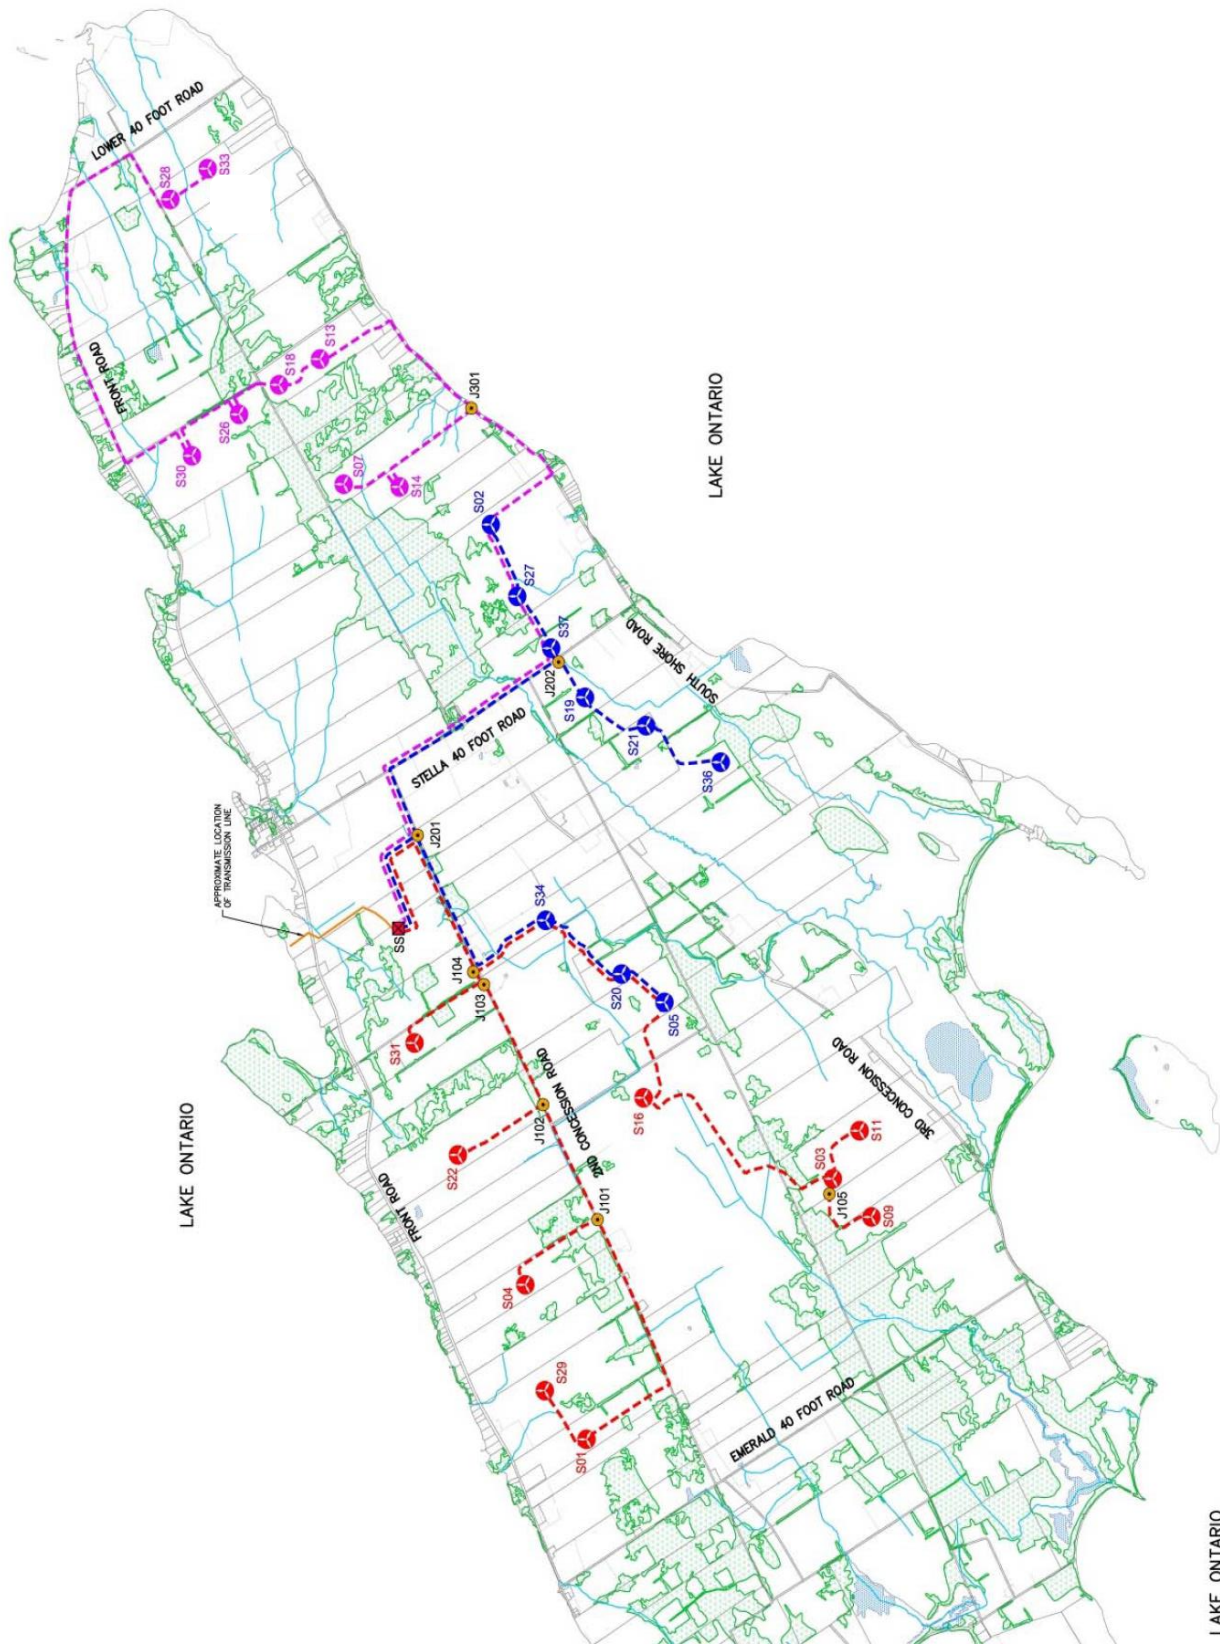 LOWER 40 FOOT ROAD
S28
S33
FRONT ROAD
S18
S13
S26
S30
J301
S07
S14
LAKE ONTARIO
S02
S27
S37
J202
S19
SOUTH SHORE ROAD
S21
S36
STELLA 40 FOOT ROAD
APPROXIMATE LOCATION
OF TRANSMISSION LINE
J201
SS
S34
J104
J103
S20
S05
S31
LAKE ONTARIO
2ND CONCESSION ROAD
J102
S22
S16
3RD CONCESSION ROAD
S11
S03
J105
S09
FRONT ROAD
J101
S04
S29
S01
EMERALD 40 FOOT ROAD
LAKE ONTARIO